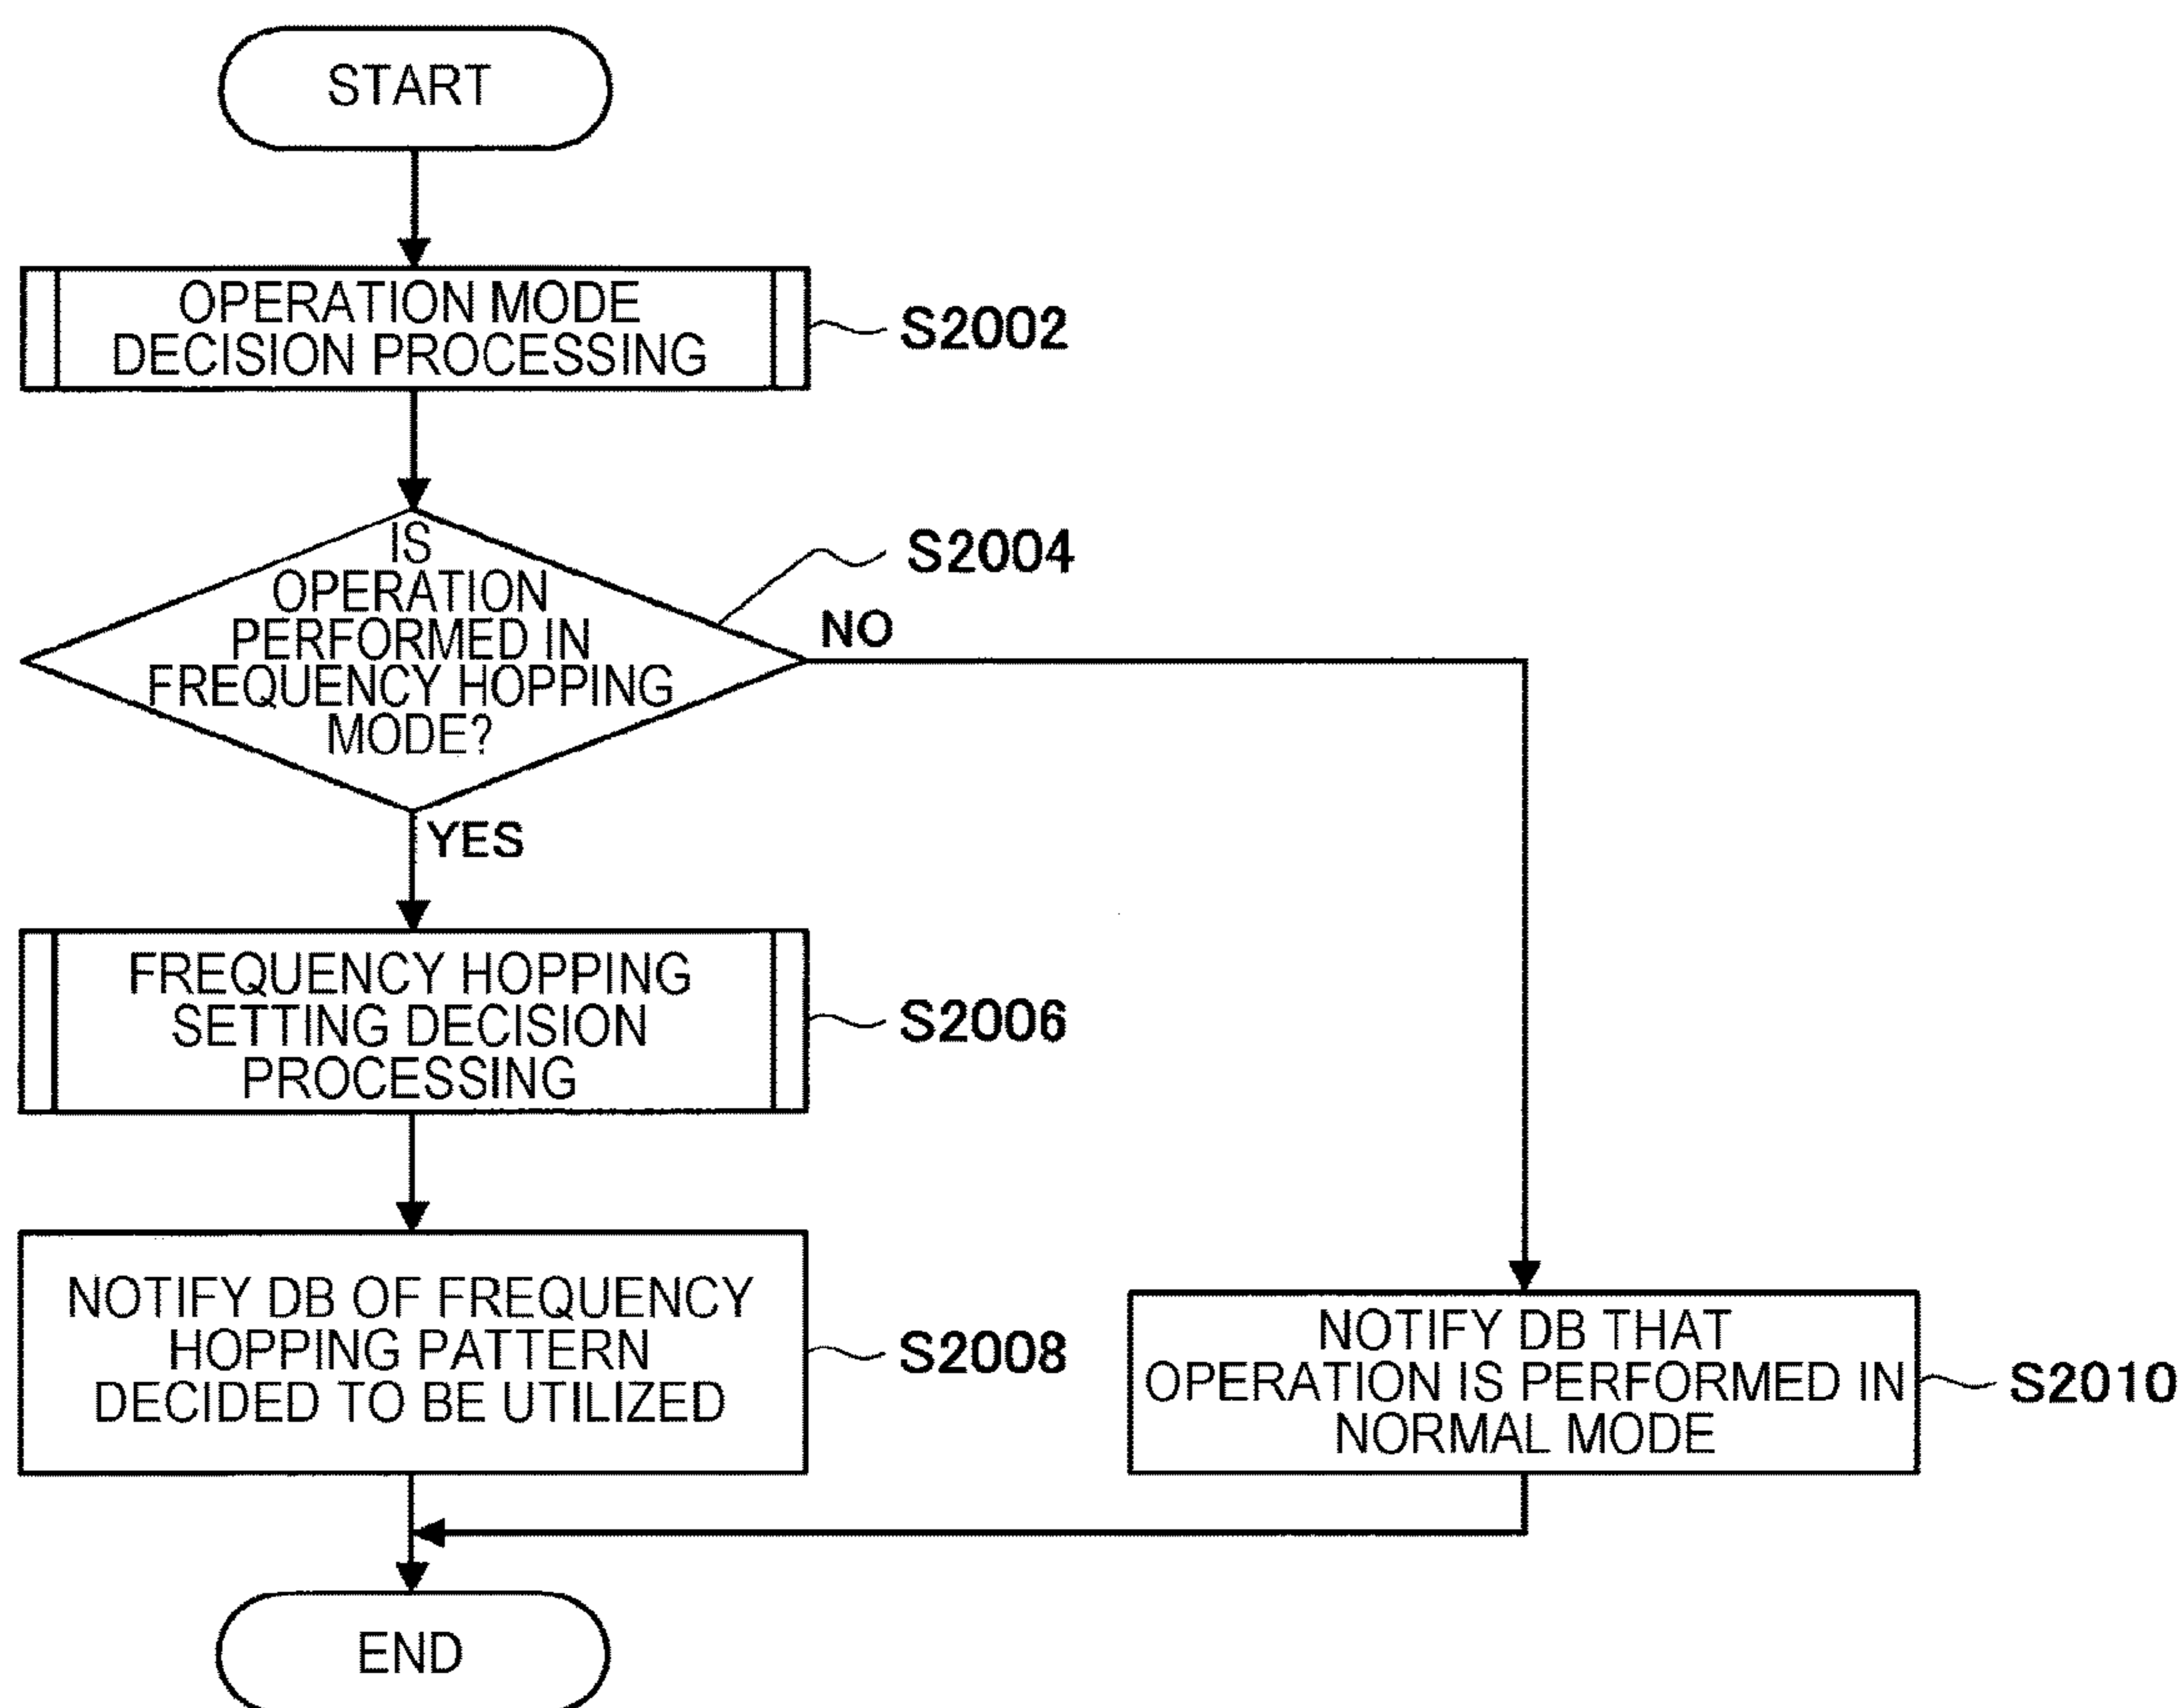 START
OPERATION MODE
DECISION PROCESSING
S2002
IS
OPERATION
PERFORMED IN
FREQUENCY HOPPING
MODE?
S2004
NO
YES
FREQUENCY HOPPING
SETTING DECISION
PROCESSING
S2006
NOTIFY DB OF FREQUENCY
HOPPING PATTERN
DECIDED TO BE UTILIZED
S2008
NOTIFY DB THAT
OPERATION IS PERFORMED IN
NORMAL MODE
S2010
END